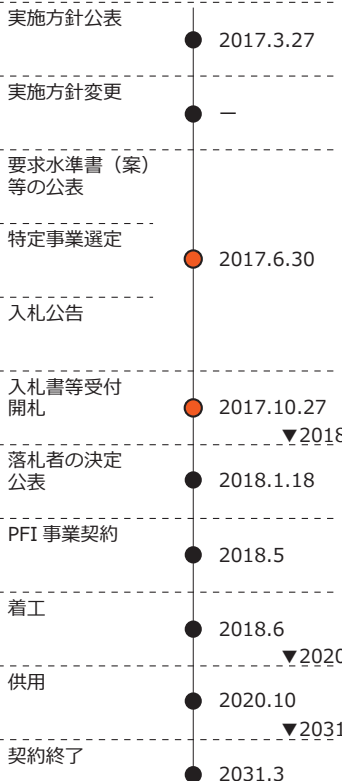 実施方針公表
2017.3.27
実施方針変更
―
要求水準書（案）
等の公表
特定事業選定
2017.6.30
入札公告
入札書等受付
開札
2017.10.27
▼2018
落札者の決定
公表
2018.1.18
PFI 事業契約
2018.5
着工
2018.6
▼2020
供用
2020.10
▼2031
契約終了
2031.3